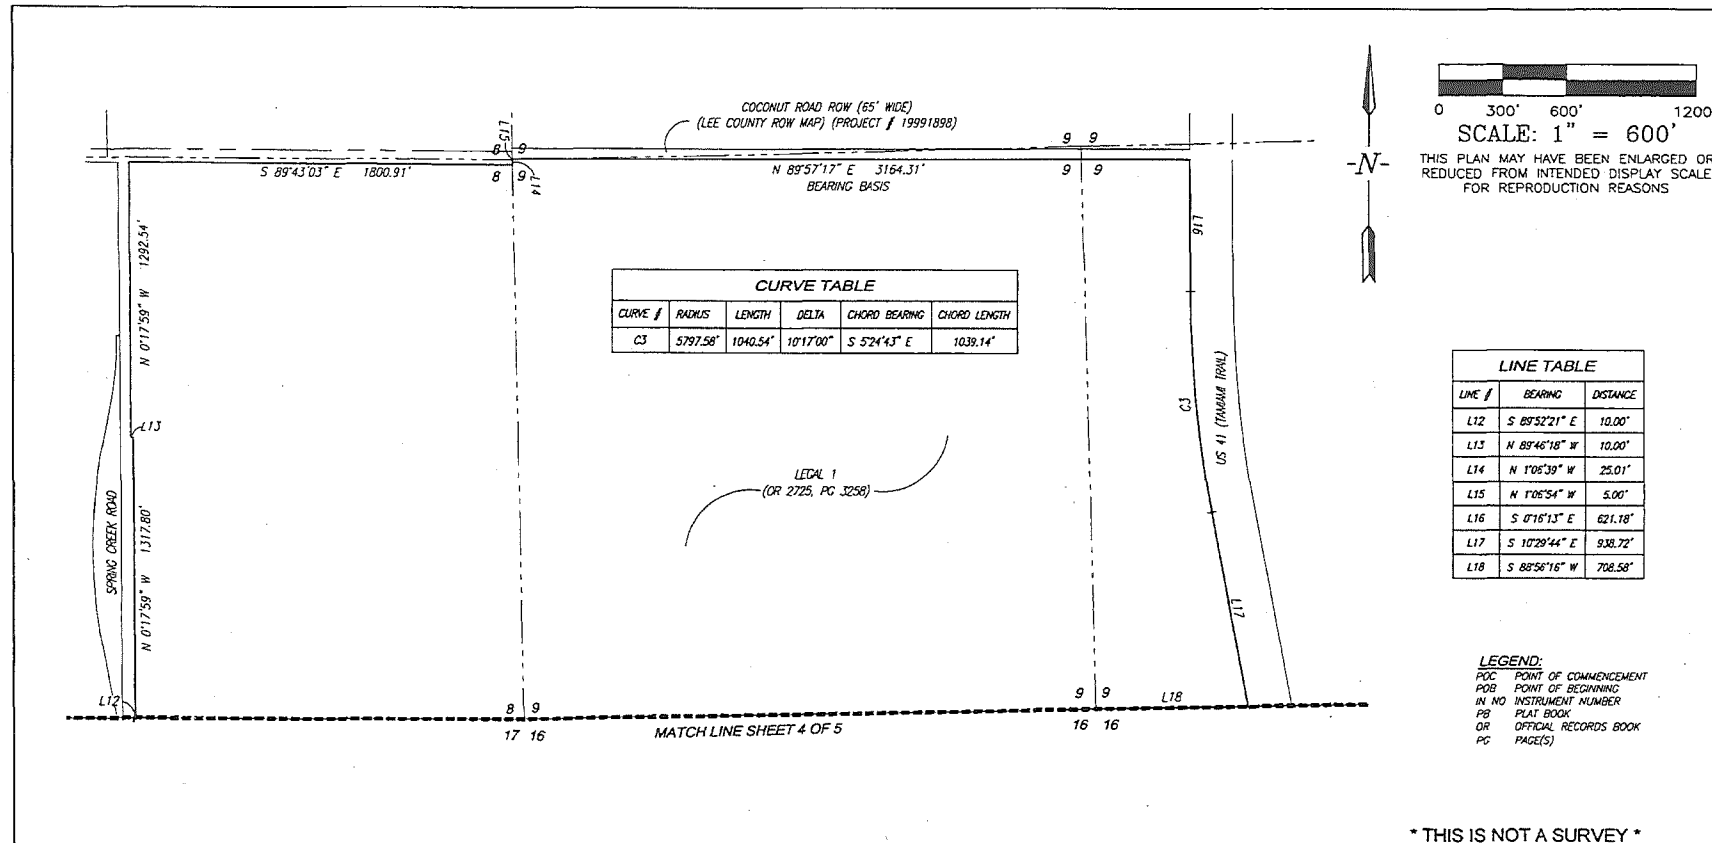 COCONUT ROAD ROW (65' WIDE)
(LEE COUNTY ROW MAP) (PROJECT # 19991898)
L15
8 9
9 9
S 89°43'03" E 1800.91'
8 9
L14
N 89°57'17" E 3164.31'
BEARING BASIS
9 9
0 300' 600' 1200'
SCALE: 1" = 600'
THIS PLAN MAY HAVE BEEN ENLARGED OR
REDUCED FROM INTENDED DISPLAY SCALE
FOR REPRODUCTION REASONS
-N-
N 0°17'59" W 1292.54'
L13
SPRING CREEK ROAD
N 0°17'59" W 1317.80'
L12
CURVE TABLE
CURVE # RADIUS LENGTH DELTA CHORD BEARING CHORD LENGTH
C3 5797.58' 1040.54' 10°17'00" S 5°24'43" E 1039.14'
LEGAL 1
(OR 2725, PG 3258)
L16
C3
US 41 (TAMIAMI TRAIL)
L17
L18
LINE TABLE
LINE # BEARING DISTANCE
L12 S 89°52'21" E 10.00'
L13 N 89°46'18" W 10.00'
L14 N 1°06'39" W 25.01'
L15 N 1°06'54" W 5.00'
L16 S 0°16'13" E 621.18'
L17 S 10°29'44" E 938.72'
L18 S 88°56'16" W 708.58'
8 9
9 9
17 16
MATCH LINE SHEET 4 OF 5
16 16
LEGEND:
POC POINT OF COMMENCEMENT
POB POINT OF BEGINNING
IN NO INSTRUMENT NUMBER
PB PLAT BOOK
OR OFFICIAL RECORDS BOOK
PG PAGE(S)
* THIS IS NOT A SURVEY *